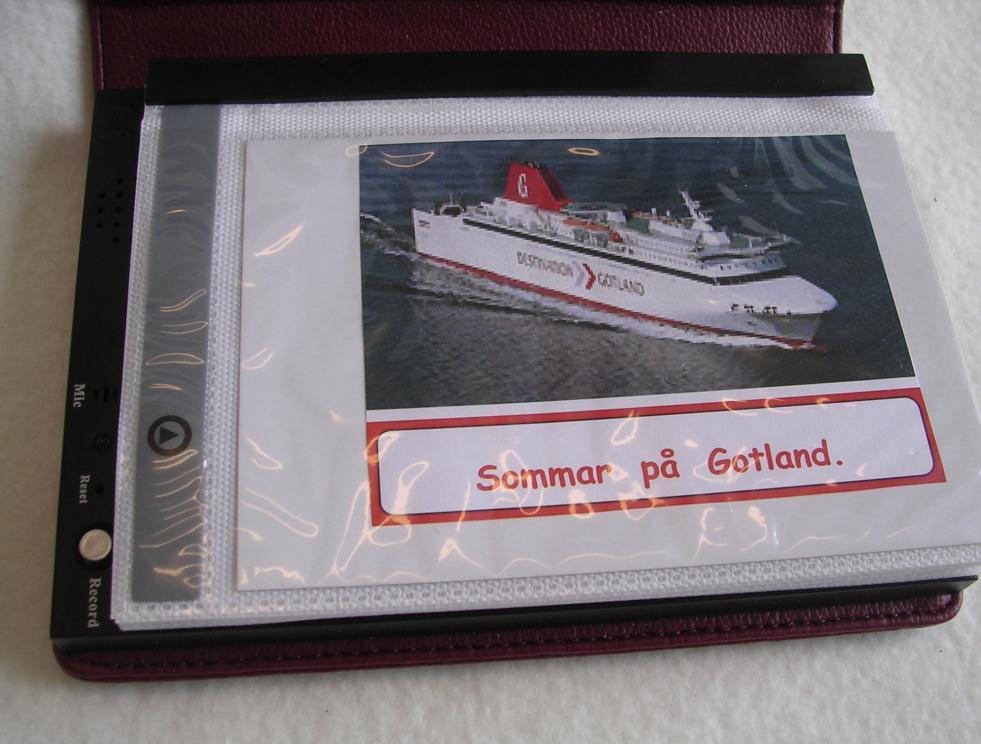 G
DESTINATION GOTLAND
Sommar på Gotland.
Mic
Reset
Record